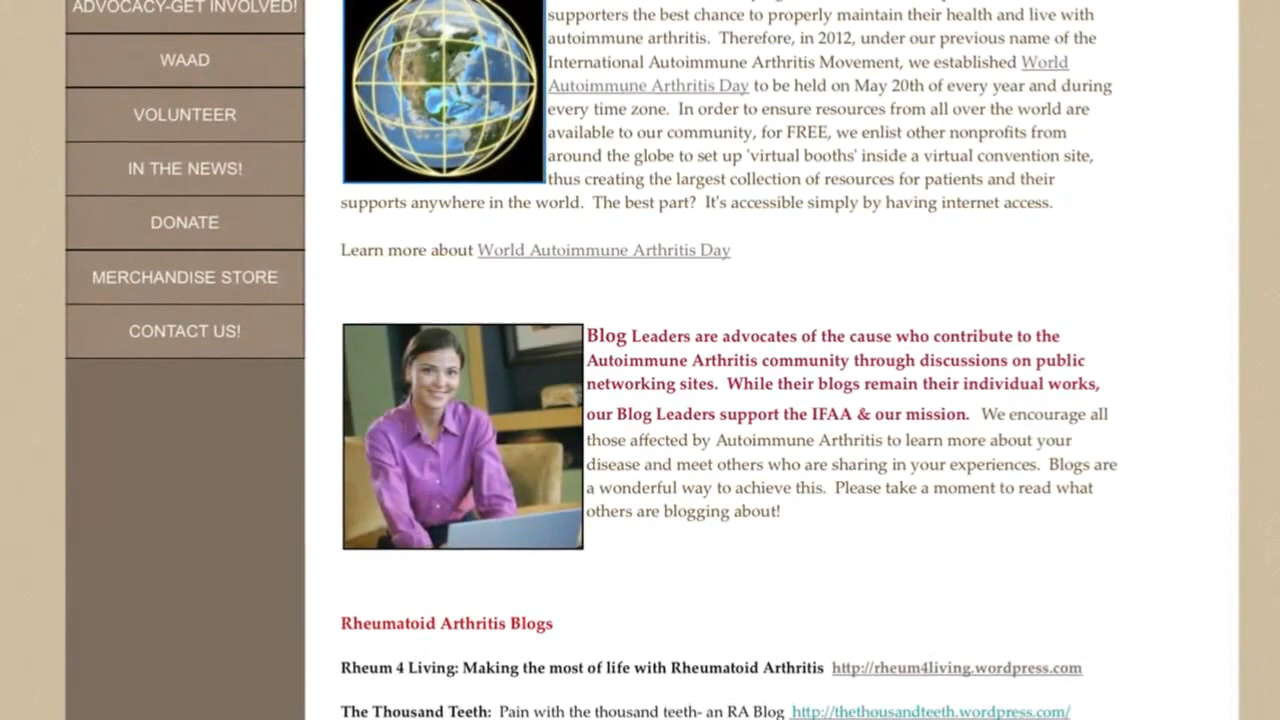 ADVOCACY-GET INVOLVED!
WAAD
VOLUNTEER
IN THE NEWS!
DONATE
MERCHANDISE STORE
CONTACT US!
supporters the best chance to properly maintain their health and live with
autoimmune arthritis.  Therefore, in 2012, under our previous name of the
International Autoimmune Arthritis Movement, we established World
Autoimmune Arthritis Day to be held on May 20th of every year and during
every time zone.  In order to ensure resources from all over the world are
available to our community, for FREE, we enlist other nonprofits from
around the globe to set up 'virtual booths' inside a virtual convention site,
thus creating the largest collection of resources for patients and their
supports anywhere in the world.  The best part?  It's accessible simply by having internet access.
Learn more about World Autoimmune Arthritis Day
Blog Leaders are advocates of the cause who contribute to the
Autoimmune Arthritis community through discussions on public
networking sites.  While their blogs remain their individual works,
our Blog Leaders support the IFAA & our mission.  We encourage all
those affected by Autoimmune Arthritis to learn more about your
disease and meet others who are sharing in your experiences.  Blogs are
a wonderful way to achieve this.  Please take a moment to read what
others are blogging about!
Rheumatoid Arthritis Blogs
Rheum 4 Living: Making the most of life with Rheumatoid Arthritis  http://rheum4living.wordpress.com
The Thousand Teeth:  Pain with the thousand teeth- an RA Blog  http://thethousandteeth.wordpress.com/